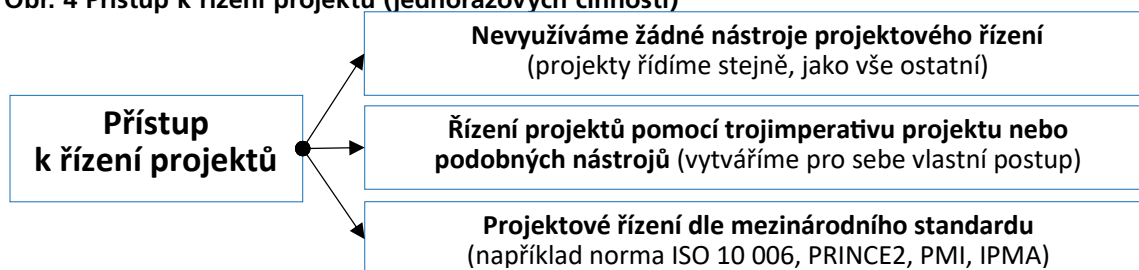 Obr. 4 Přístup k řízení projektů (jednorázových činností)
Nevyužíváme žádné nástroje projektového řízení
(projekty řídíme stejně, jako vše ostatní)
Přístup
k řízení projektů
Řízení projektů pomocí trojimperativu projektu nebo
podobných nástrojů (vytváříme pro sebe vlastní postup)
Projektové řízení dle mezinárodního standardu
(například norma ISO 10 006, PRINCE2, PMI, IPMA)